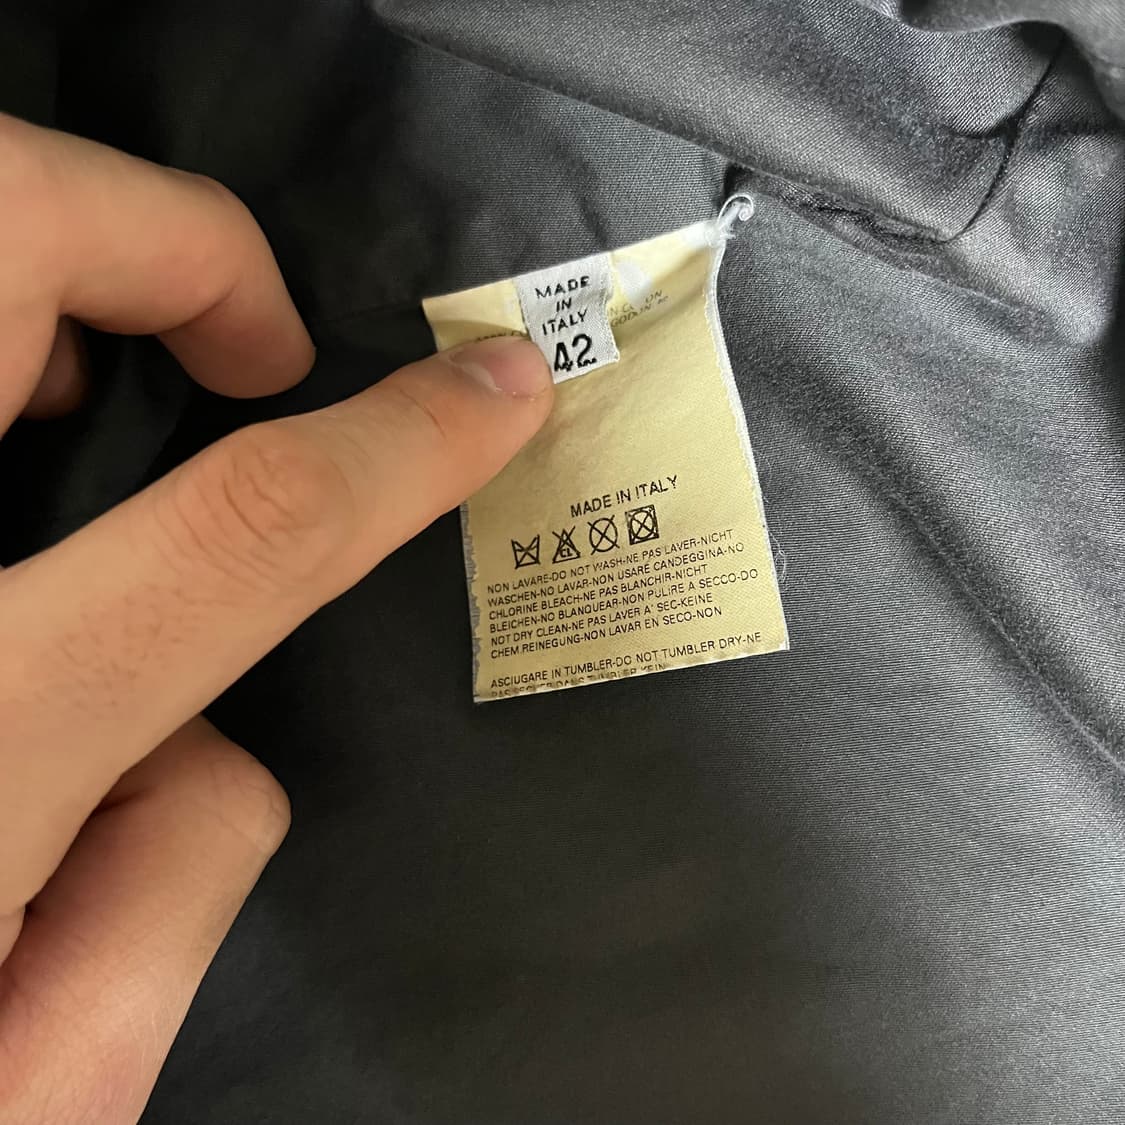 MADE
IN
ITALY
42
MADE IN ITALY
CL
NON LAVARE-DO NOT WASH-NE PAS LAVER-NICHT
WASCHEN-NO LAVAR-NON USARE CANDEGGINA-NO
CHLORINE BLEACH-NE PAS BLANCHIR-NICHT
BLEICHEN-NO BLANQUEAR-NON PULIRE A SECCO-DO
NOT DRY CLEAN-NE PAS LAVER A' SEC-KEINE
CHEM.REINEGUNG-NON LAVAR EN SECO-NON
ASCIUGARE IN TUMBLER-DO NOT TUMBLER DRY-NE